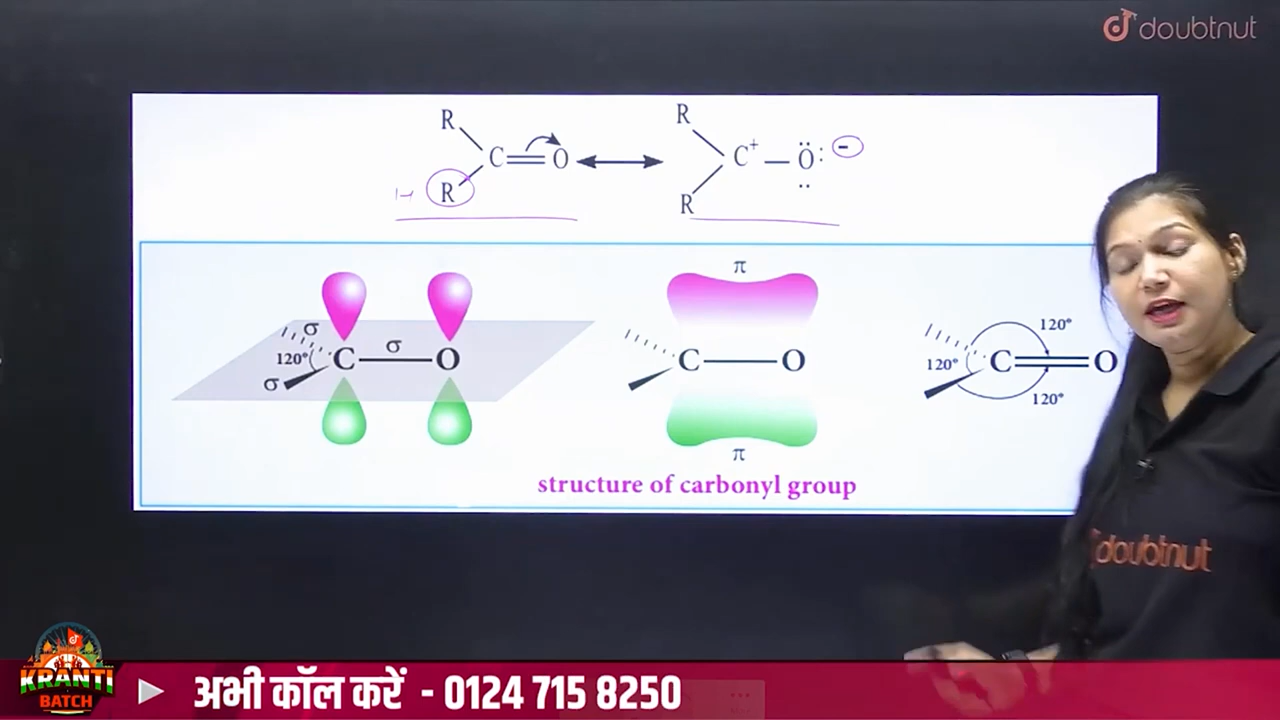 doubtnut
R
R
C=O ⟷ C⁺—Ö: -
H R
R
π
σ
120° C σ O
σ
C—O
120°
120° C=O
120°
π
structure of carbonyl group
doubtnut
KRANTI
BATCH
अभी कॉल करें - 0124 715 8250